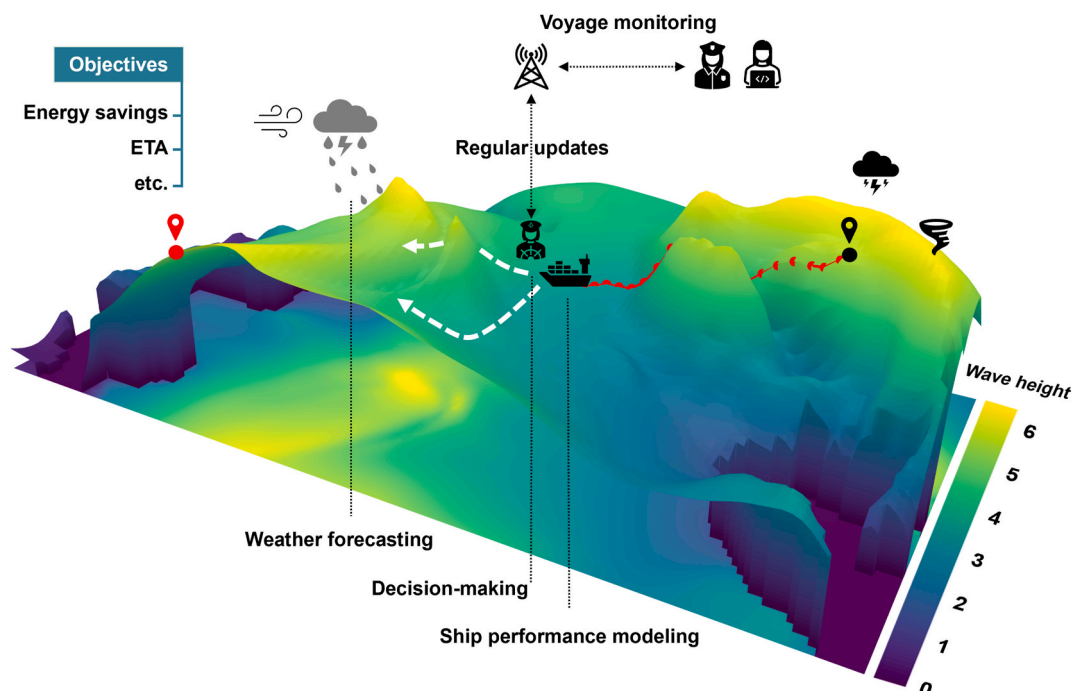 Voyage monitoring
Objectives
Energy savings
ETA
etc.
Regular updates
Wave height
6
5
4
3
2
1
0
Weather forecasting
Decision-making
Ship performance modeling